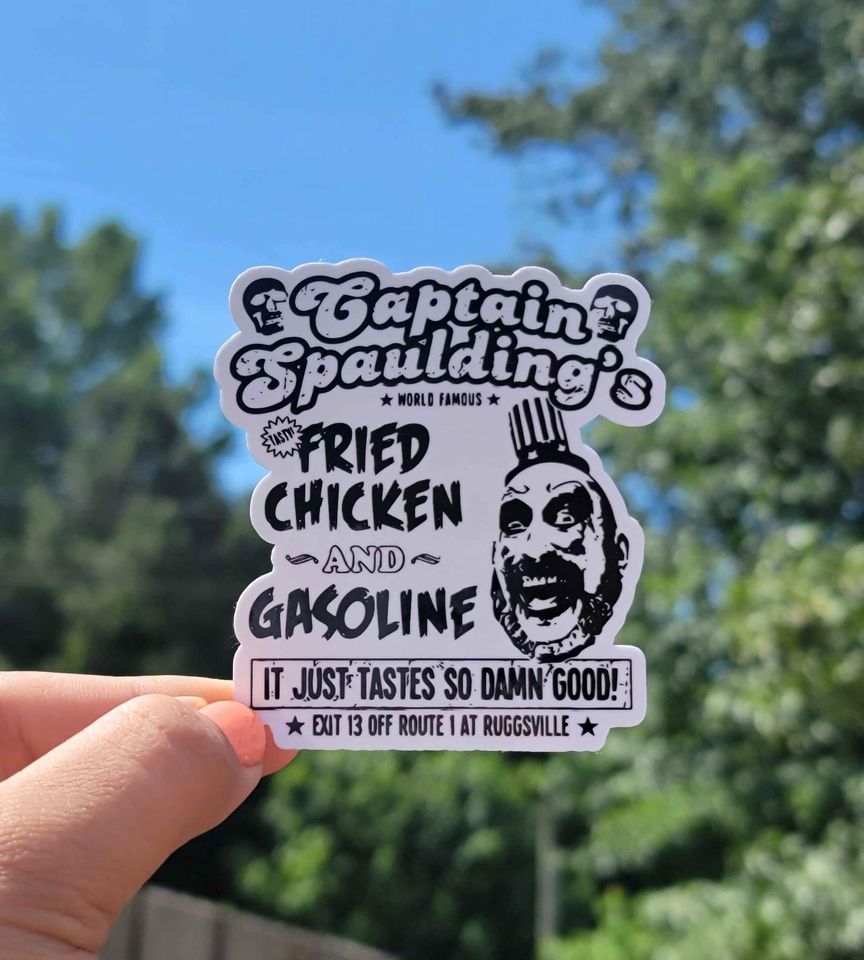 Captain
Spaulding's
★ WORLD FAMOUS ★
TASTY!
FRIED
CHICKEN
AND
GASOLINE
IT JUST TASTES SO DAMN GOOD!
★ EXIT 13 OFF ROUTE 1 AT RUGGSVILLE ★